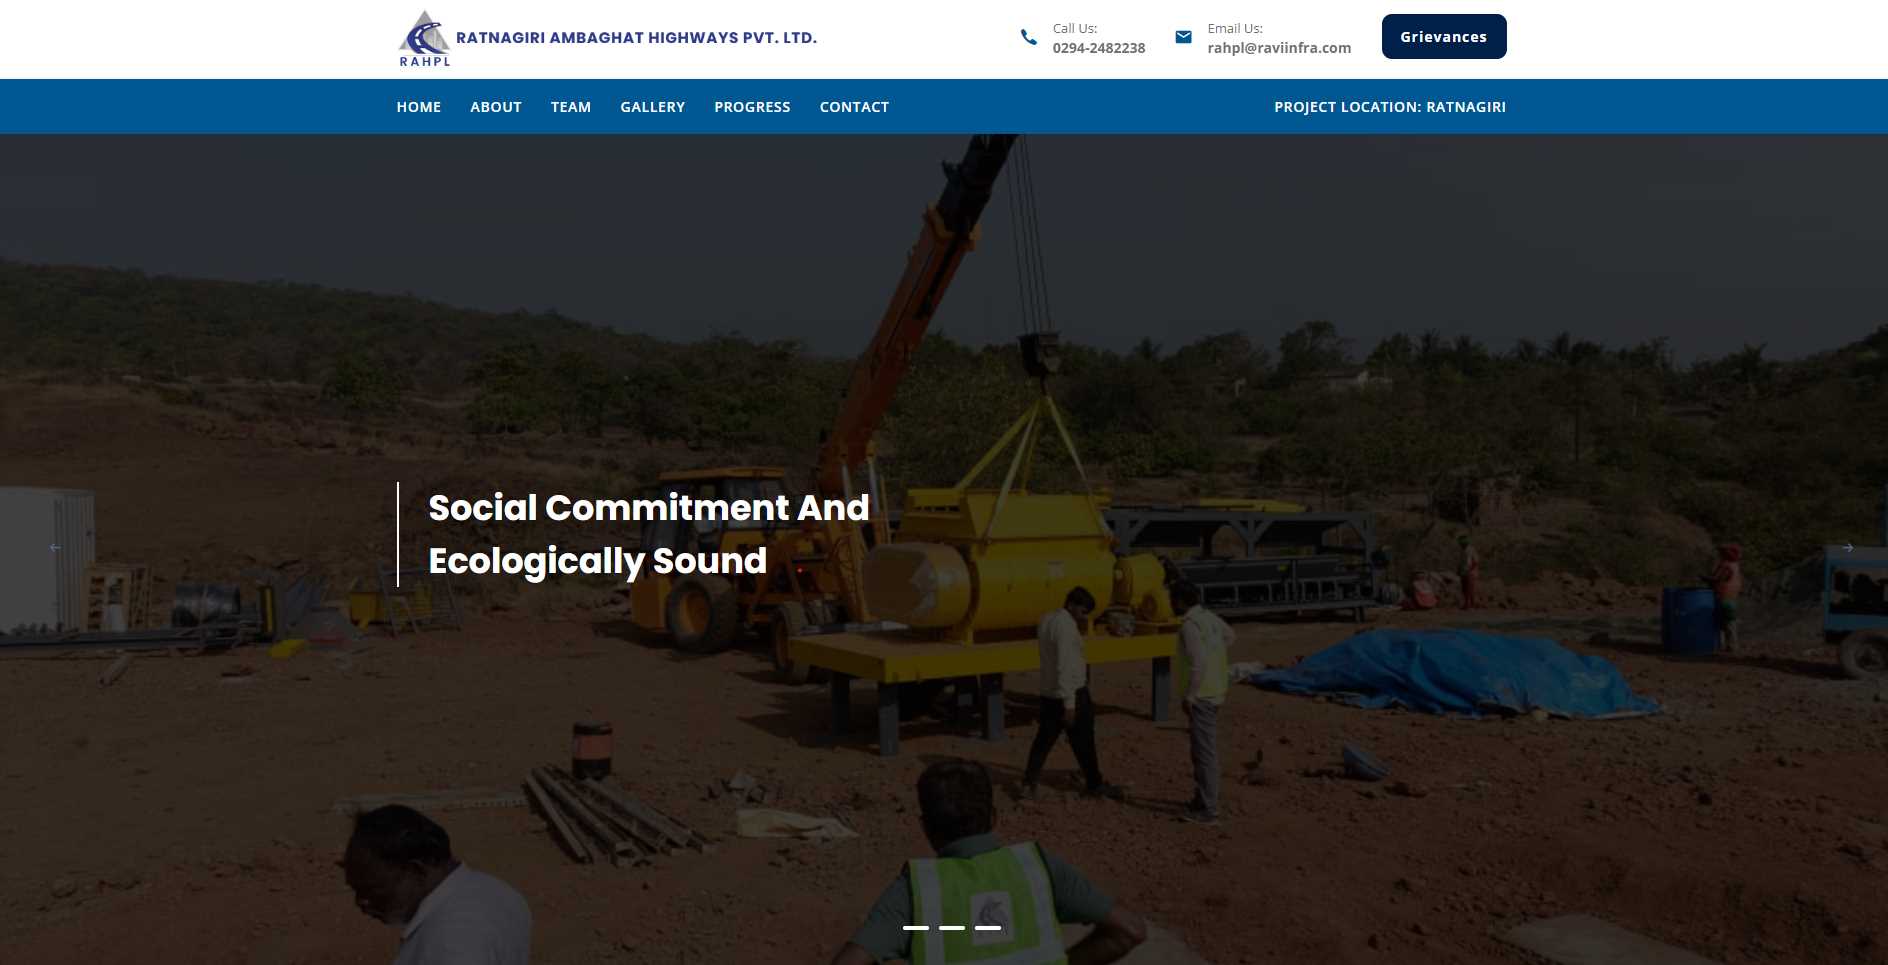 RAHPL
RATNAGIRI AMBAGHAT HIGHWAYS PVT. LTD.
Call Us:
0294-2482238
Email Us:
rahpl@raviinfra.com
Grievances
HOME ABOUT TEAM GALLERY PROGRESS CONTACT
PROJECT LOCATION: RATNAGIRI
Social Commitment And
Ecologically Sound